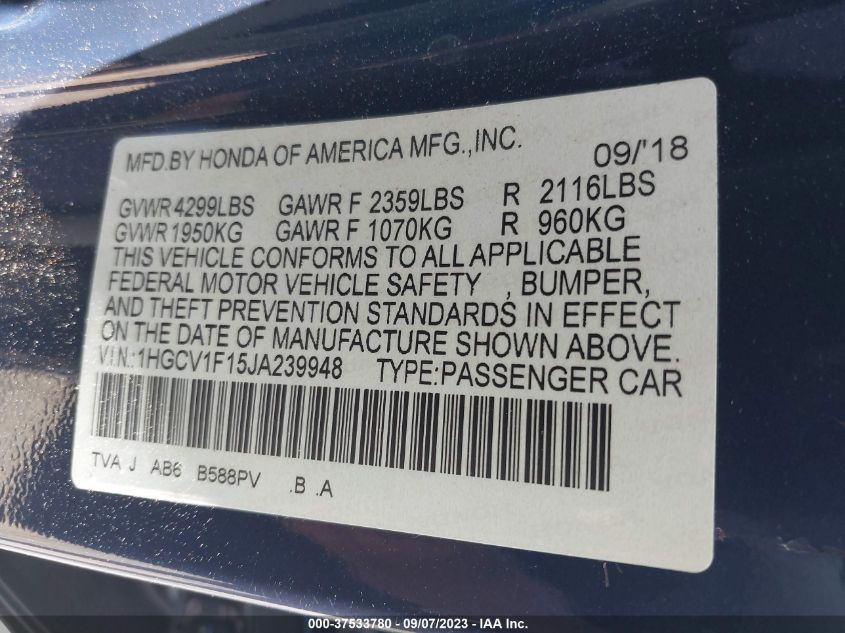 MFD.BY HONDA OF AMERICA MFG.,INC. 09/'18
GVWR 4299LBS GAWR F 2359LBS R 2116LBS
GVWR 1950KG GAWR F 1070KG R 960KG
THIS VEHICLE CONFORMS TO ALL APPLICABLE
FEDERAL MOTOR VEHICLE SAFETY , BUMPER,
AND THEFT PREVENTION STANDARDS IN EFFECT
ON THE DATE OF MANUFACTURE SHOWN ABOVE.
VIN:1HGCV1F15JA239948 TYPE:PASSENGER CAR
TVA J AB6 B588PV .B .A
000-37533780 - 09/07/2023 - IAA Inc.